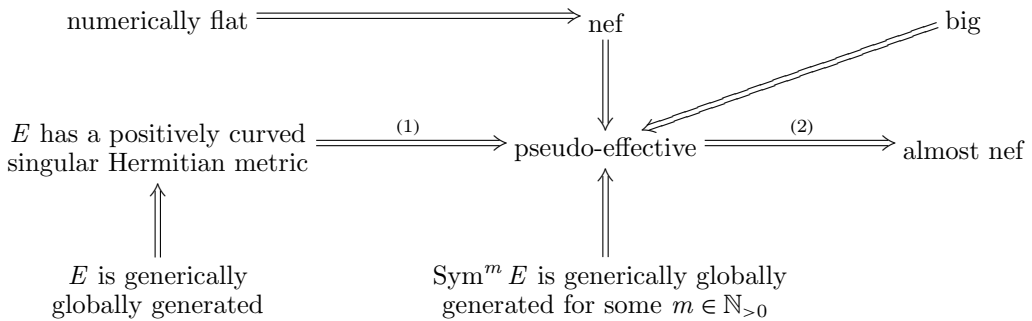 numerically flat
nef
big
E has a positively curved
singular Hermitian metric
(1)
pseudo-effective
(2)
almost nef
E is generically
globally generated
Sym^m E is generically globally
generated for some m ∈ ℕ_{>0}